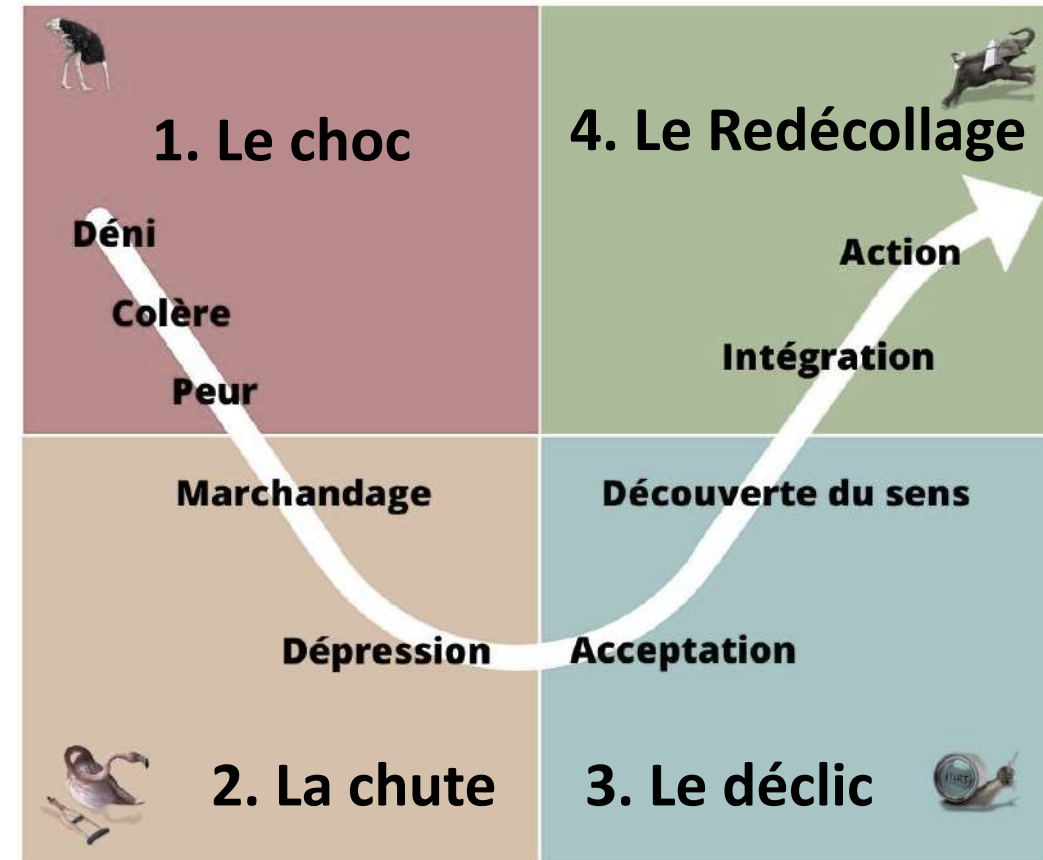 1. Le choc
Déni
Colère
Peur
Marchandage
Dépression
2. La chute
3. Le déclic
Acceptation
Découverte du sens
Intégration
Action
4. Le Redécollage